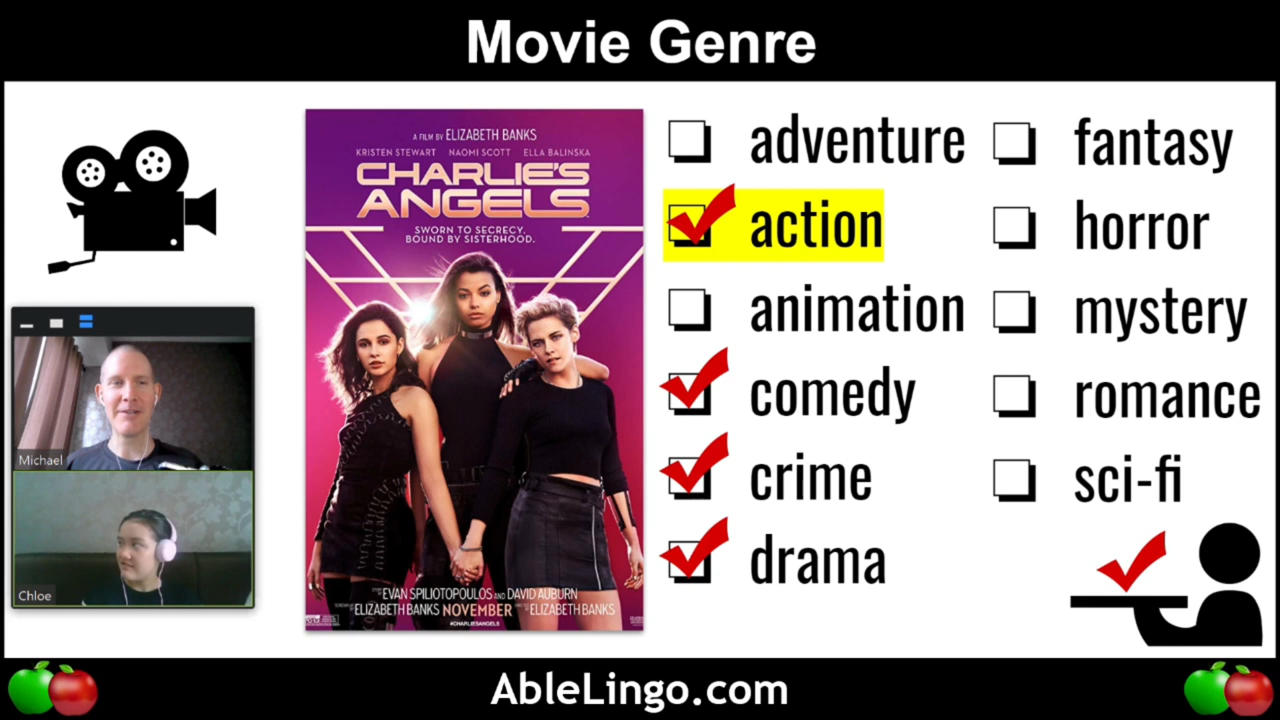 Movie Genre
A FILM BY ELIZABETH BANKS
KRISTEN STEWART NAOMI SCOTT ELLA BALINSKA
CHARLIE'S
ANGELS
SWORN TO SECRECY.
BOUND BY SISTERHOOD.
EVAN SPILIOTOPOULOS AND DAVID AUBURN
ELIZABETH BANKS NOVEMBER ELIZABETH BANKS
#CHARLIESANGELS
adventure
action
animation
comedy
crime
drama
fantasy
horror
mystery
romance
sci-fi
Michael
Chloe
AbleLingo.com